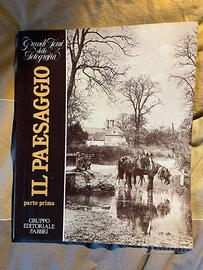 Grandi Temi
della
Fotografia
IL PAESAGGIO
parte prima
GRUPPO
EDITORIALE
FABBRI